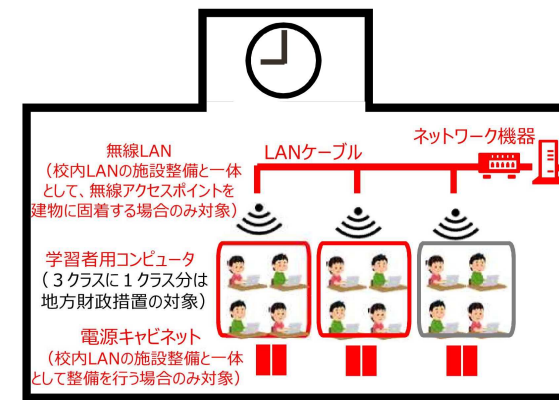 ネットワーク機器
LANケーブル
無線LAN
（校内LANの施設整備と一体
として、無線アクセスポイントを
建物に固着する場合のみ対象）
学習者用コンピュータ
（３クラスに１クラス分は
地方財政措置の対象）
電源キャビネット
（校内LANの施設整備と一体
として整備を行う場合のみ対象）